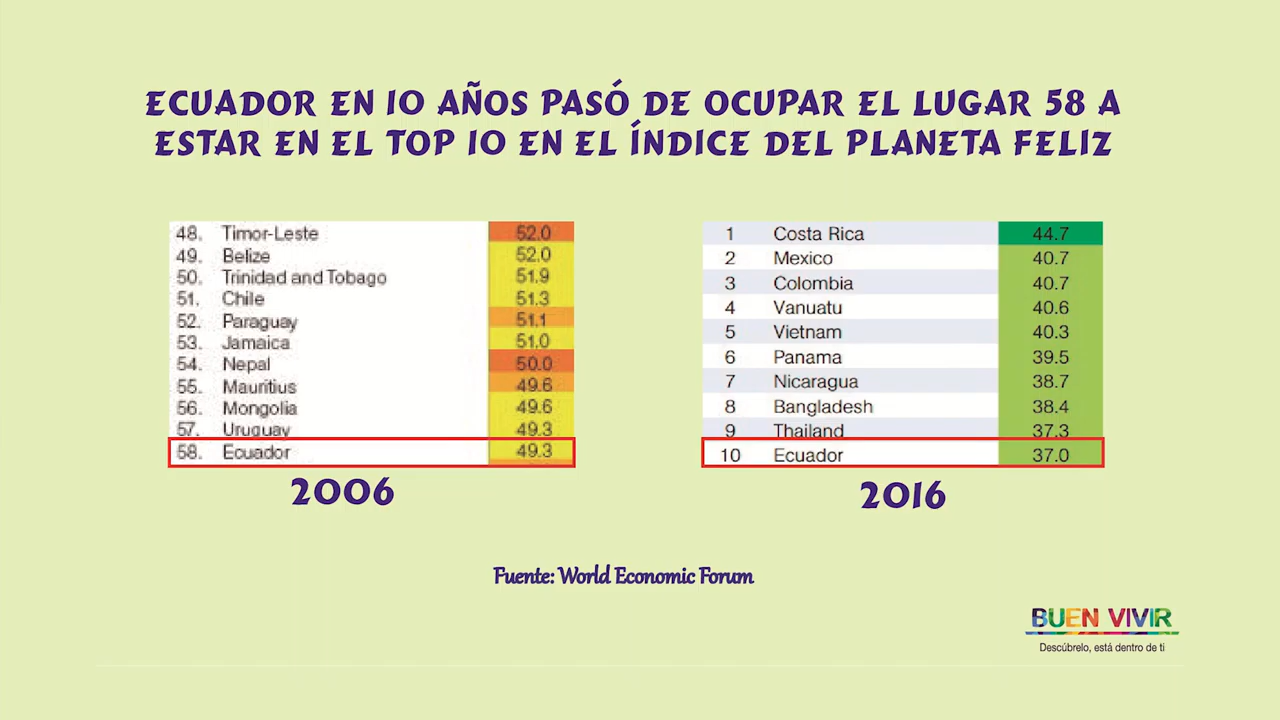 ECUADOR EN 10 AÑOS PASÓ DE OCUPAR EL LUGAR 58 A
ESTAR EN EL TOP 10 EN EL ÍNDICE DEL PLANETA FELIZ
48. Timor-Leste 52.0
49. Belize 52.0
50. Trinidad and Tobago 51.9
51. Chile 51.3
52. Paraguay 51.1
53. Jamaica 51.0
54. Nepal 50.0
55. Mauritius 49.6
56. Mongolia 49.6
57. Uruguay 49.3
58. Ecuador 49.3
2006
1 Costa Rica 44.7
2 Mexico 40.7
3 Colombia 40.7
4 Vanuatu 40.6
5 Vietnam 40.3
6 Panama 39.5
7 Nicaragua 38.7
8 Bangladesh 38.4
9 Thailand 37.3
10 Ecuador 37.0
2016
Fuente: World Economic Forum
BUEN VIVIR
Descúbrelo, está dentro de ti